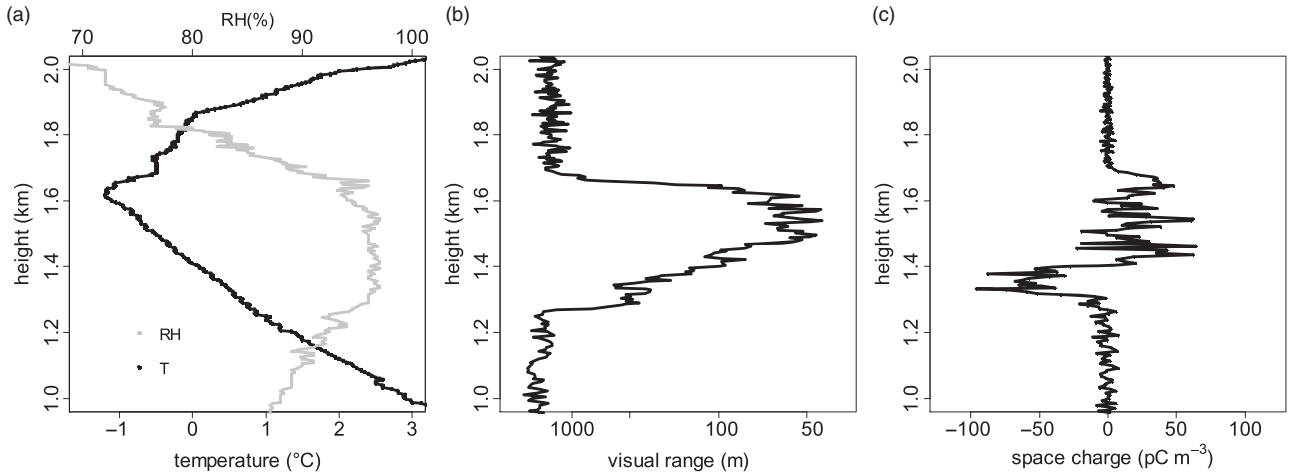 (a)
RH(%)
70 80 90 100
height (km)
1.0 1.2 1.4 1.6 1.8 2.0
RH
T
−1 0 1 2 3
temperature (°C)
(b)
height (km)
1.0 1.2 1.4 1.6 1.8 2.0
1000 100 50
visual range (m)
(c)
height (km)
1.0 1.2 1.4 1.6 1.8 2.0
−100 −50 0 50 100
space charge (pC m⁻³)